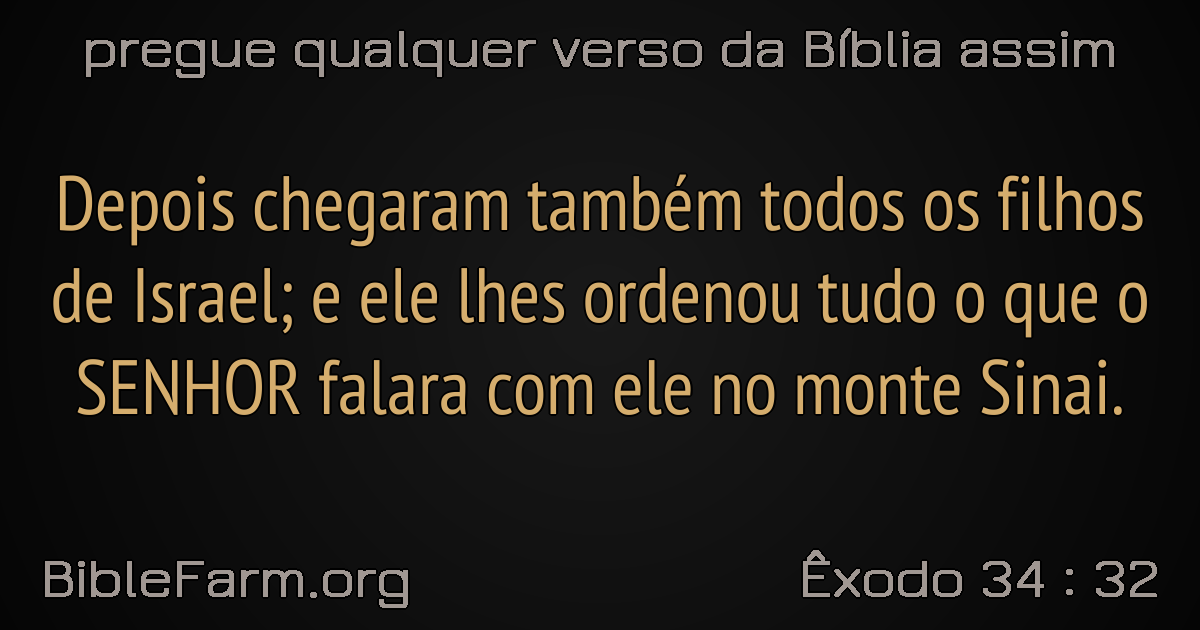 pregue qualquer verso da Bíblia assim
Depois chegaram também todos os filhos
de Israel; e ele lhes ordenou tudo o que o
SENHOR falara com ele no monte Sinai.
BibleFarm.org
Êxodo 34 : 32